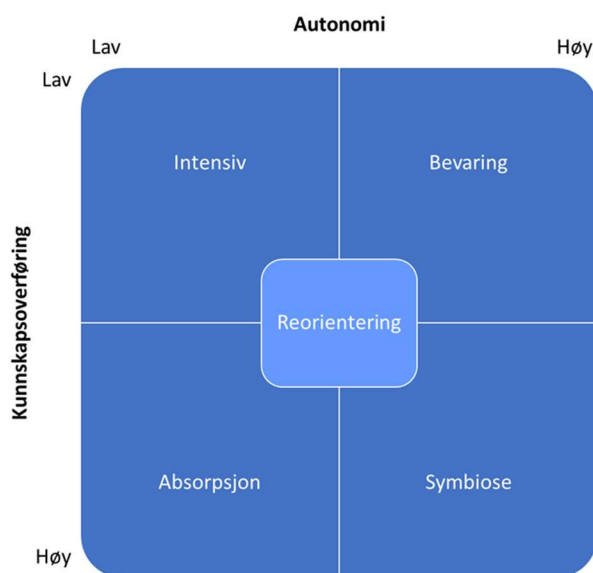 Autonomi
Lav
Høy
Lav
Intensiv
Bevaring
Kunnskapsoverføring
Reorientering
Absorpsjon
Symbiose
Høy